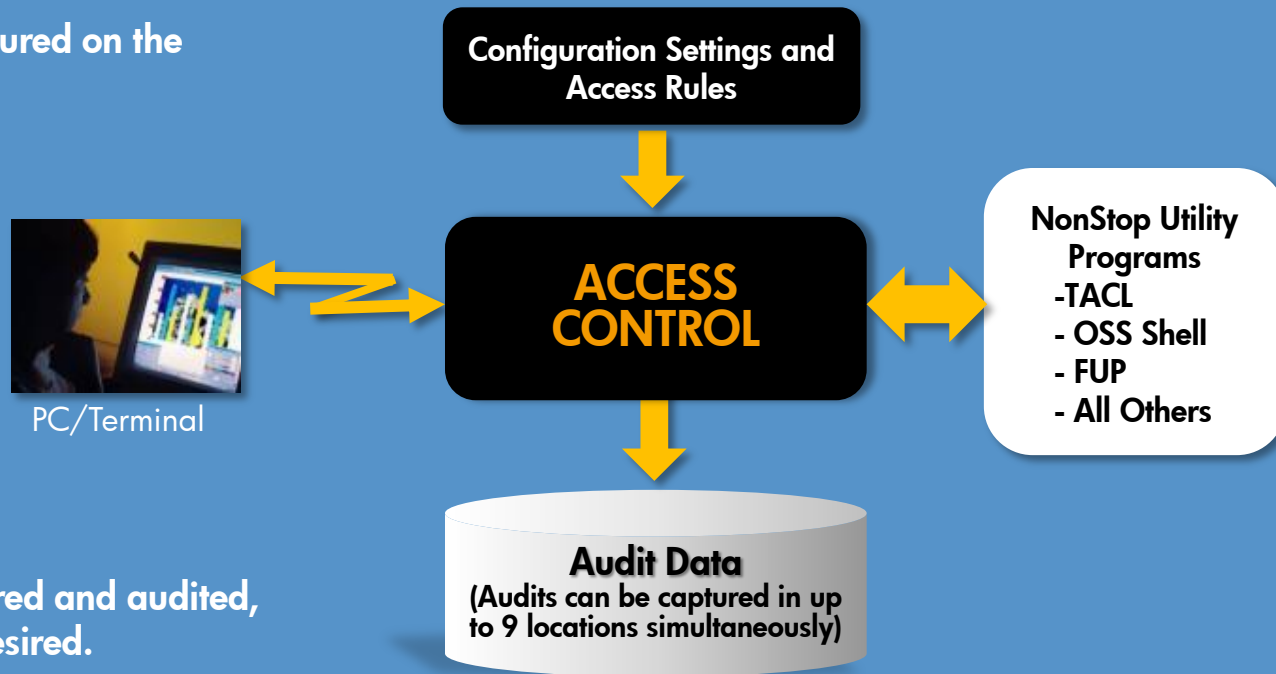 ured on the
Configuration Settings and
Access Rules
ACCESS
CONTROL
NonStop Utility
Programs
-TACL
- OSS Shell
- FUP
- All Others
PC/Terminal
Audit Data
(Audits can be captured in up
to 9 locations simultaneously)
red and audited,
esired.